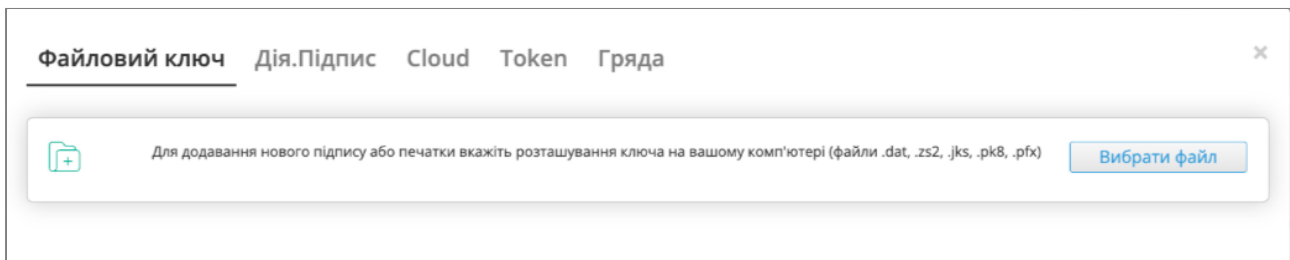 Файловий ключ Дія.Підпис Cloud Token Гряда ×
Для додавання нового підпису або печатки вкажіть розташування ключа на вашому комп'ютері (файли .dat, .zs2, .jks, .pk8, .pfx) Вибрати файл